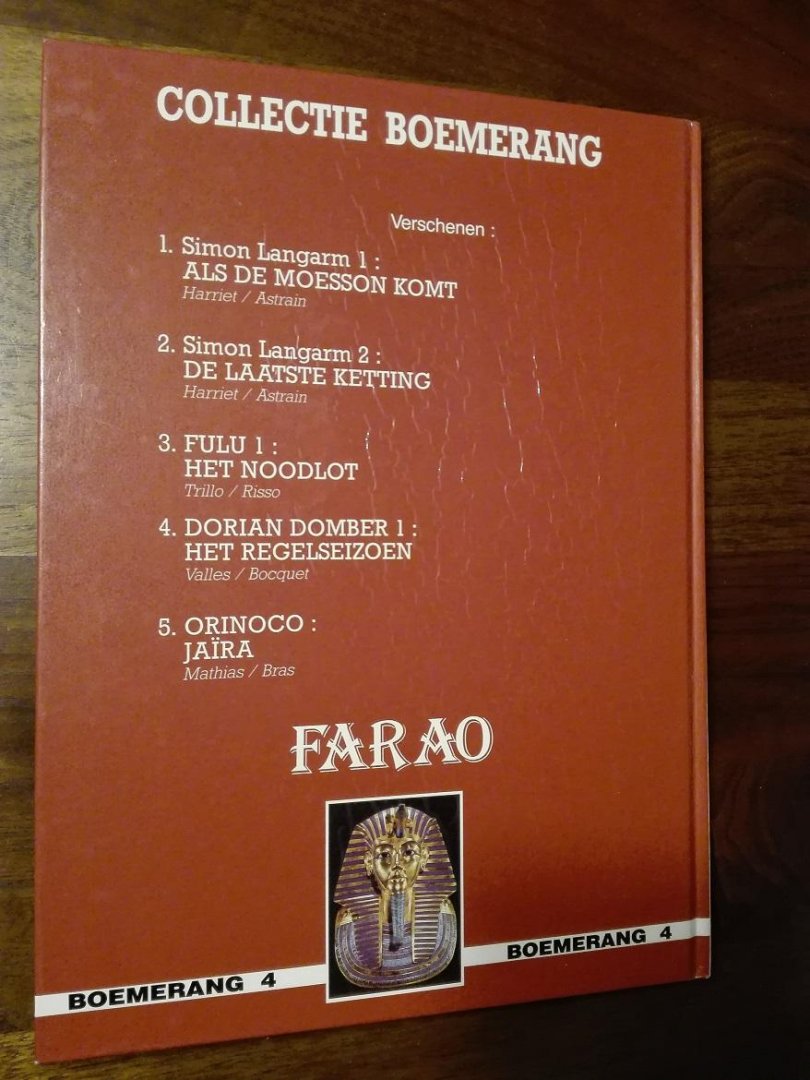 COLLECTIE BOEMERANG
Verschenen :
1. Simon Langarm 1 :
ALS DE MOESSON KOMT
Harriet / Astrain
2. Simon Langarm 2 :
DE LAATSTE KETTING
Harriet / Astrain
3. FULU 1 :
HET NOODLOT
Trillo / Risso
4. DORIAN DOMBER 1 :
HET REGELSEIZOEN
Valles / Bocquet
5. ORINOCO :
JAÏRA
Mathias / Bras
FARAO
BOEMERANG 4
BOEMERANG 4